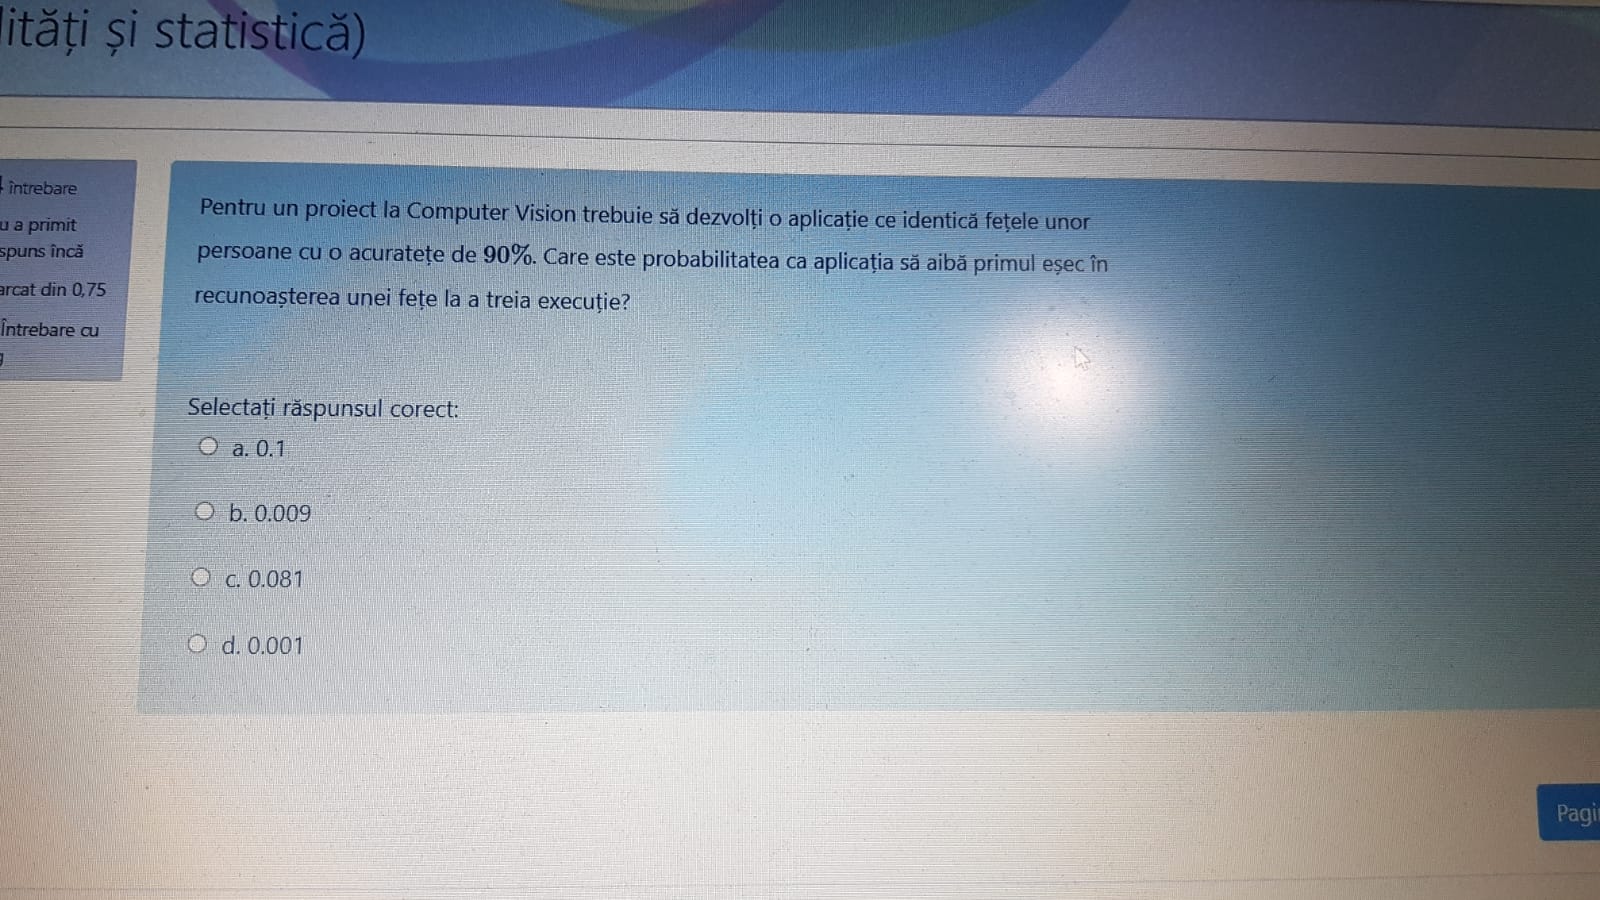 lități și statistică)
întrebare
u a primit
spuns încă
arcat din 0,75
Întrebare cu
Pentru un proiect la Computer Vision trebuie să dezvolți o aplicație ce identică fețele unor
persoane cu o acuratețe de 90%. Care este probabilitatea ca aplicația să aibă primul eșec în
recunoașterea unei fețe la a treia execuție?
Selectați răspunsul corect:
a. 0.1
b. 0.009
c. 0.081
d. 0.001
Pagi